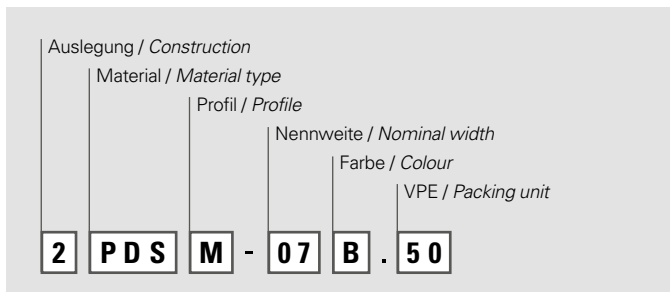 Auslegung / Construction
Material / Material type
Profil / Profile
Nennweite / Nominal width
Farbe / Colour
VPE / Packing unit
2 PDS M - 07 B . 50